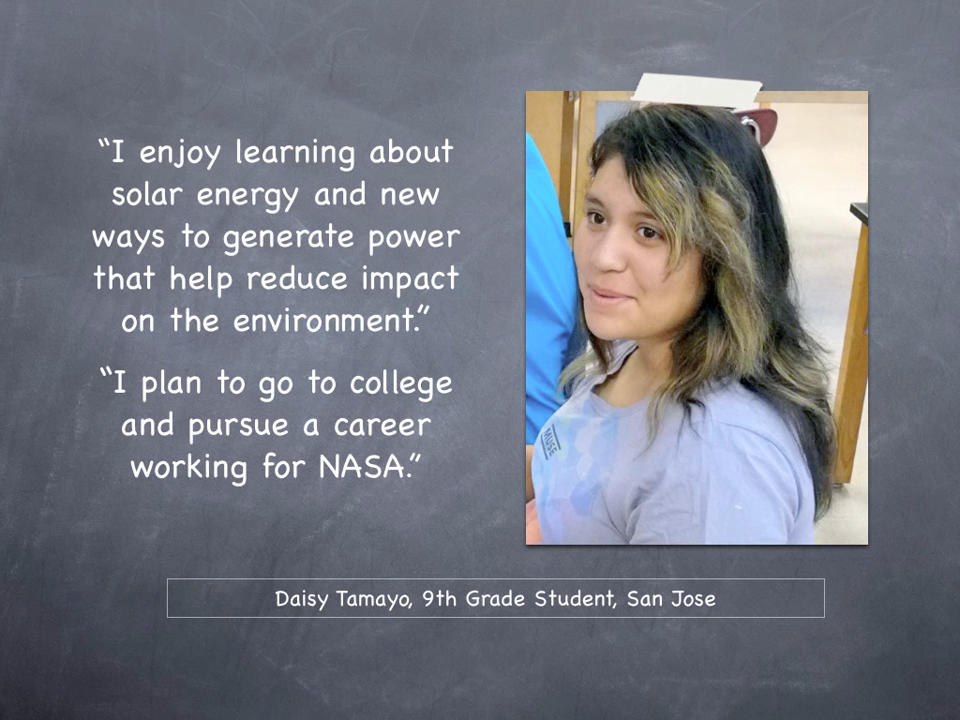 “I enjoy learning about
solar energy and new
ways to generate power
that help reduce impact
on the environment.”
“I plan to go to college
and pursue a career
working for NASA.”
MUSE
Daisy Tamayo, 9th Grade Student, San Jose